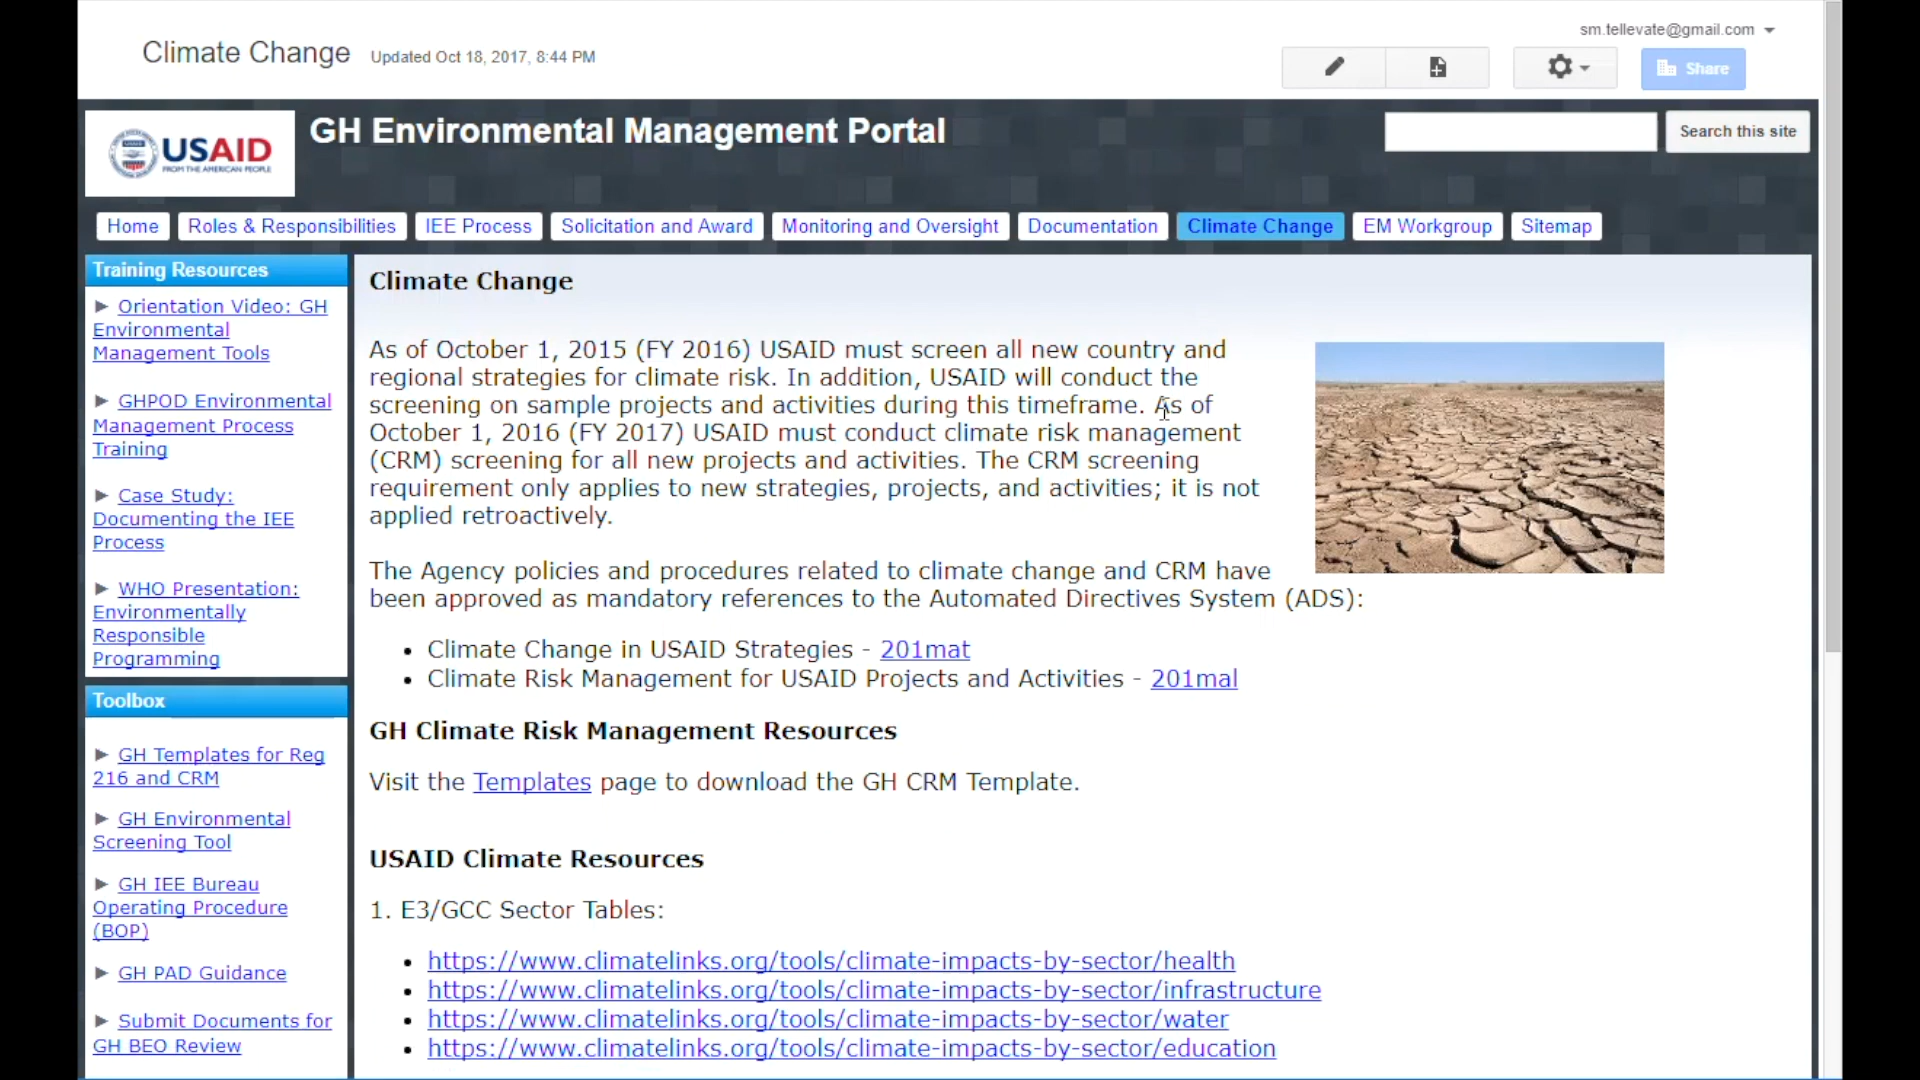 sm.tellevate@gmail.com
Climate Change
Updated Oct 18, 2017, 8:44 PM
Share
USAID
FROM THE AMERICAN PEOPLE
GH Environmental Management Portal
Search this site
Home
Roles & Responsibilities
IEE Process
Solicitation and Award
Monitoring and Oversight
Documentation
Climate Change
EM Workgroup
Sitemap
Training Resources
► Orientation Video: GH
Environmental
Management Tools
► GHPOD Environmental
Management Process
Training
► Case Study:
Documenting the IEE
Process
► WHO Presentation:
Environmentally
Responsible
Programming
Toolbox
► GH Templates for Reg
216 and CRM
► GH Environmental
Screening Tool
► GH IEE Bureau
Operating Procedure
(BOP)
► GH PAD Guidance
► Submit Documents for
GH BEO Review
Climate Change
As of October 1, 2015 (FY 2016) USAID must screen all new country and
regional strategies for climate risk. In addition, USAID will conduct the
screening on sample projects and activities during this timeframe. As of
October 1, 2016 (FY 2017) USAID must conduct climate risk management
(CRM) screening for all new projects and activities. The CRM screening
requirement only applies to new strategies, projects, and activities; it is not
applied retroactively.
The Agency policies and procedures related to climate change and CRM have
been approved as mandatory references to the Automated Directives System (ADS):
• Climate Change in USAID Strategies - 201mat
• Climate Risk Management for USAID Projects and Activities - 201mal
GH Climate Risk Management Resources
Visit the Templates page to download the GH CRM Template.
USAID Climate Resources
1. E3/GCC Sector Tables:
• https://www.climatelinks.org/tools/climate-impacts-by-sector/health
• https://www.climatelinks.org/tools/climate-impacts-by-sector/infrastructure
• https://www.climatelinks.org/tools/climate-impacts-by-sector/water
• https://www.climatelinks.org/tools/climate-impacts-by-sector/education